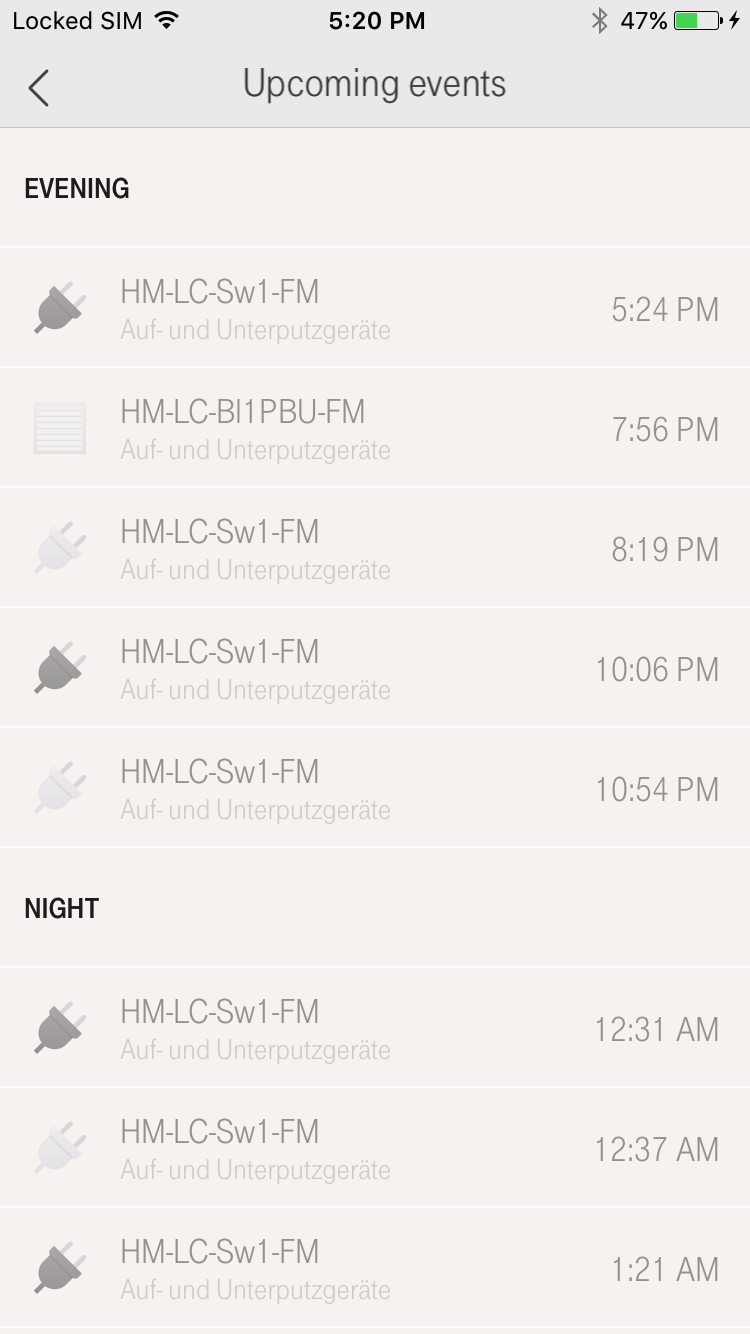 Locked SIM 5:20 PM 47%
Upcoming events
EVENING
HM-LC-Sw1-FM
Auf- und Unterputzgeräte
5:24 PM
HM-LC-Bl1PBU-FM
Auf- und Unterputzgeräte
7:56 PM
HM-LC-Sw1-FM
Auf- und Unterputzgeräte
8:19 PM
HM-LC-Sw1-FM
Auf- und Unterputzgeräte
10:06 PM
HM-LC-Sw1-FM
Auf- und Unterputzgeräte
10:54 PM
NIGHT
HM-LC-Sw1-FM
Auf- und Unterputzgeräte
12:31 AM
HM-LC-Sw1-FM
Auf- und Unterputzgeräte
12:37 AM
HM-LC-Sw1-FM
Auf- und Unterputzgeräte
1:21 AM